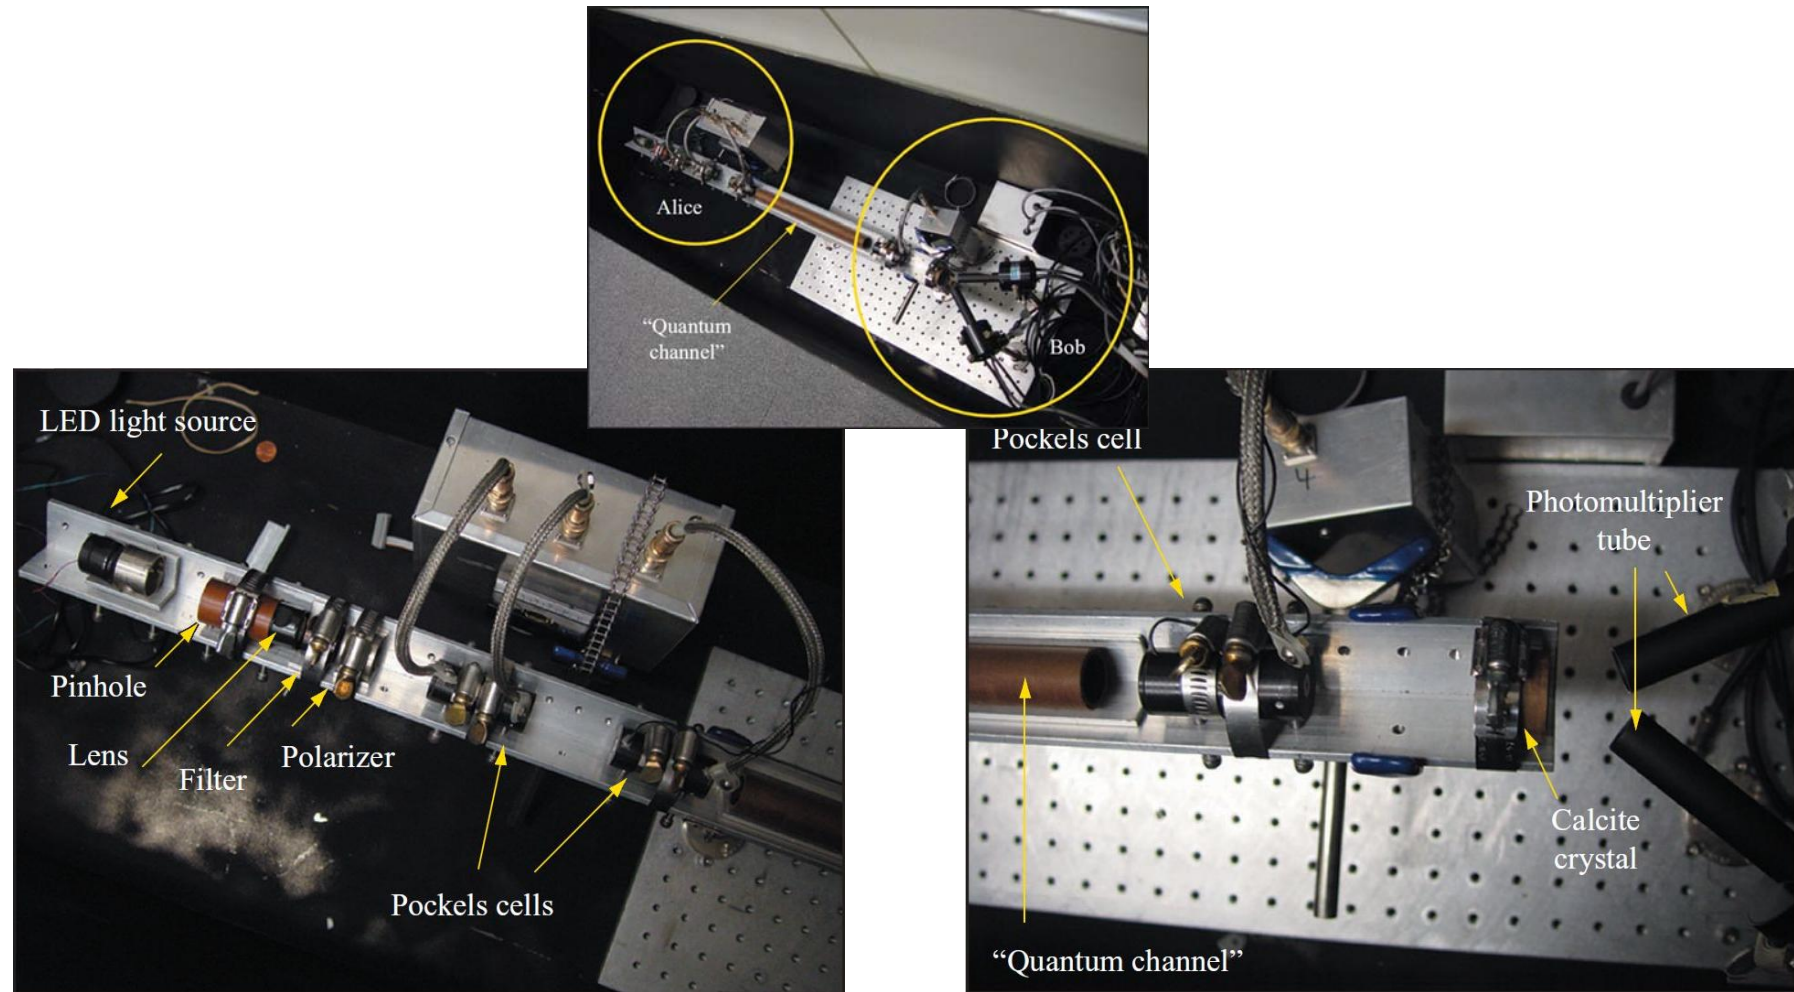 Alice
“Quantum
channel”
Bob
LED light source
Pinhole
Lens
Filter
Polarizer
Pockels cells
Pockels cell
4
Photomultiplier
tube
Calcite
crystal
“Quantum channel”